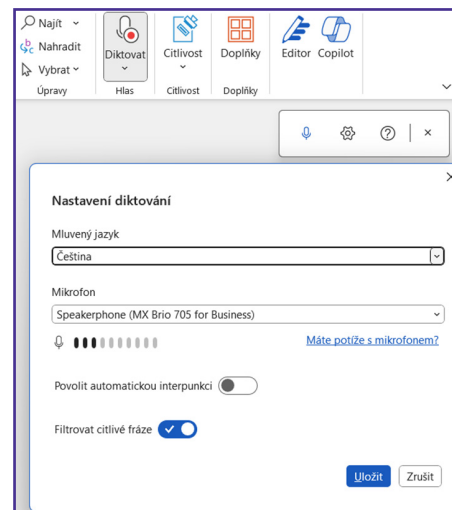 Najít
Nahradit
Vybrat
Úpravy
Diktovat
Hlas
Citlivost
Citlivost
Doplňky
Doplňky
Editor
Copilot
Nastavení diktování
Mluvený jazyk
Čeština
Mikrofon
Speakerphone (MX Brio 705 for Business)
Máte potíže s mikrofonem?
Povolit automatickou interpunkci
Filtrovat citlivé fráze
Uložit
Zrušit